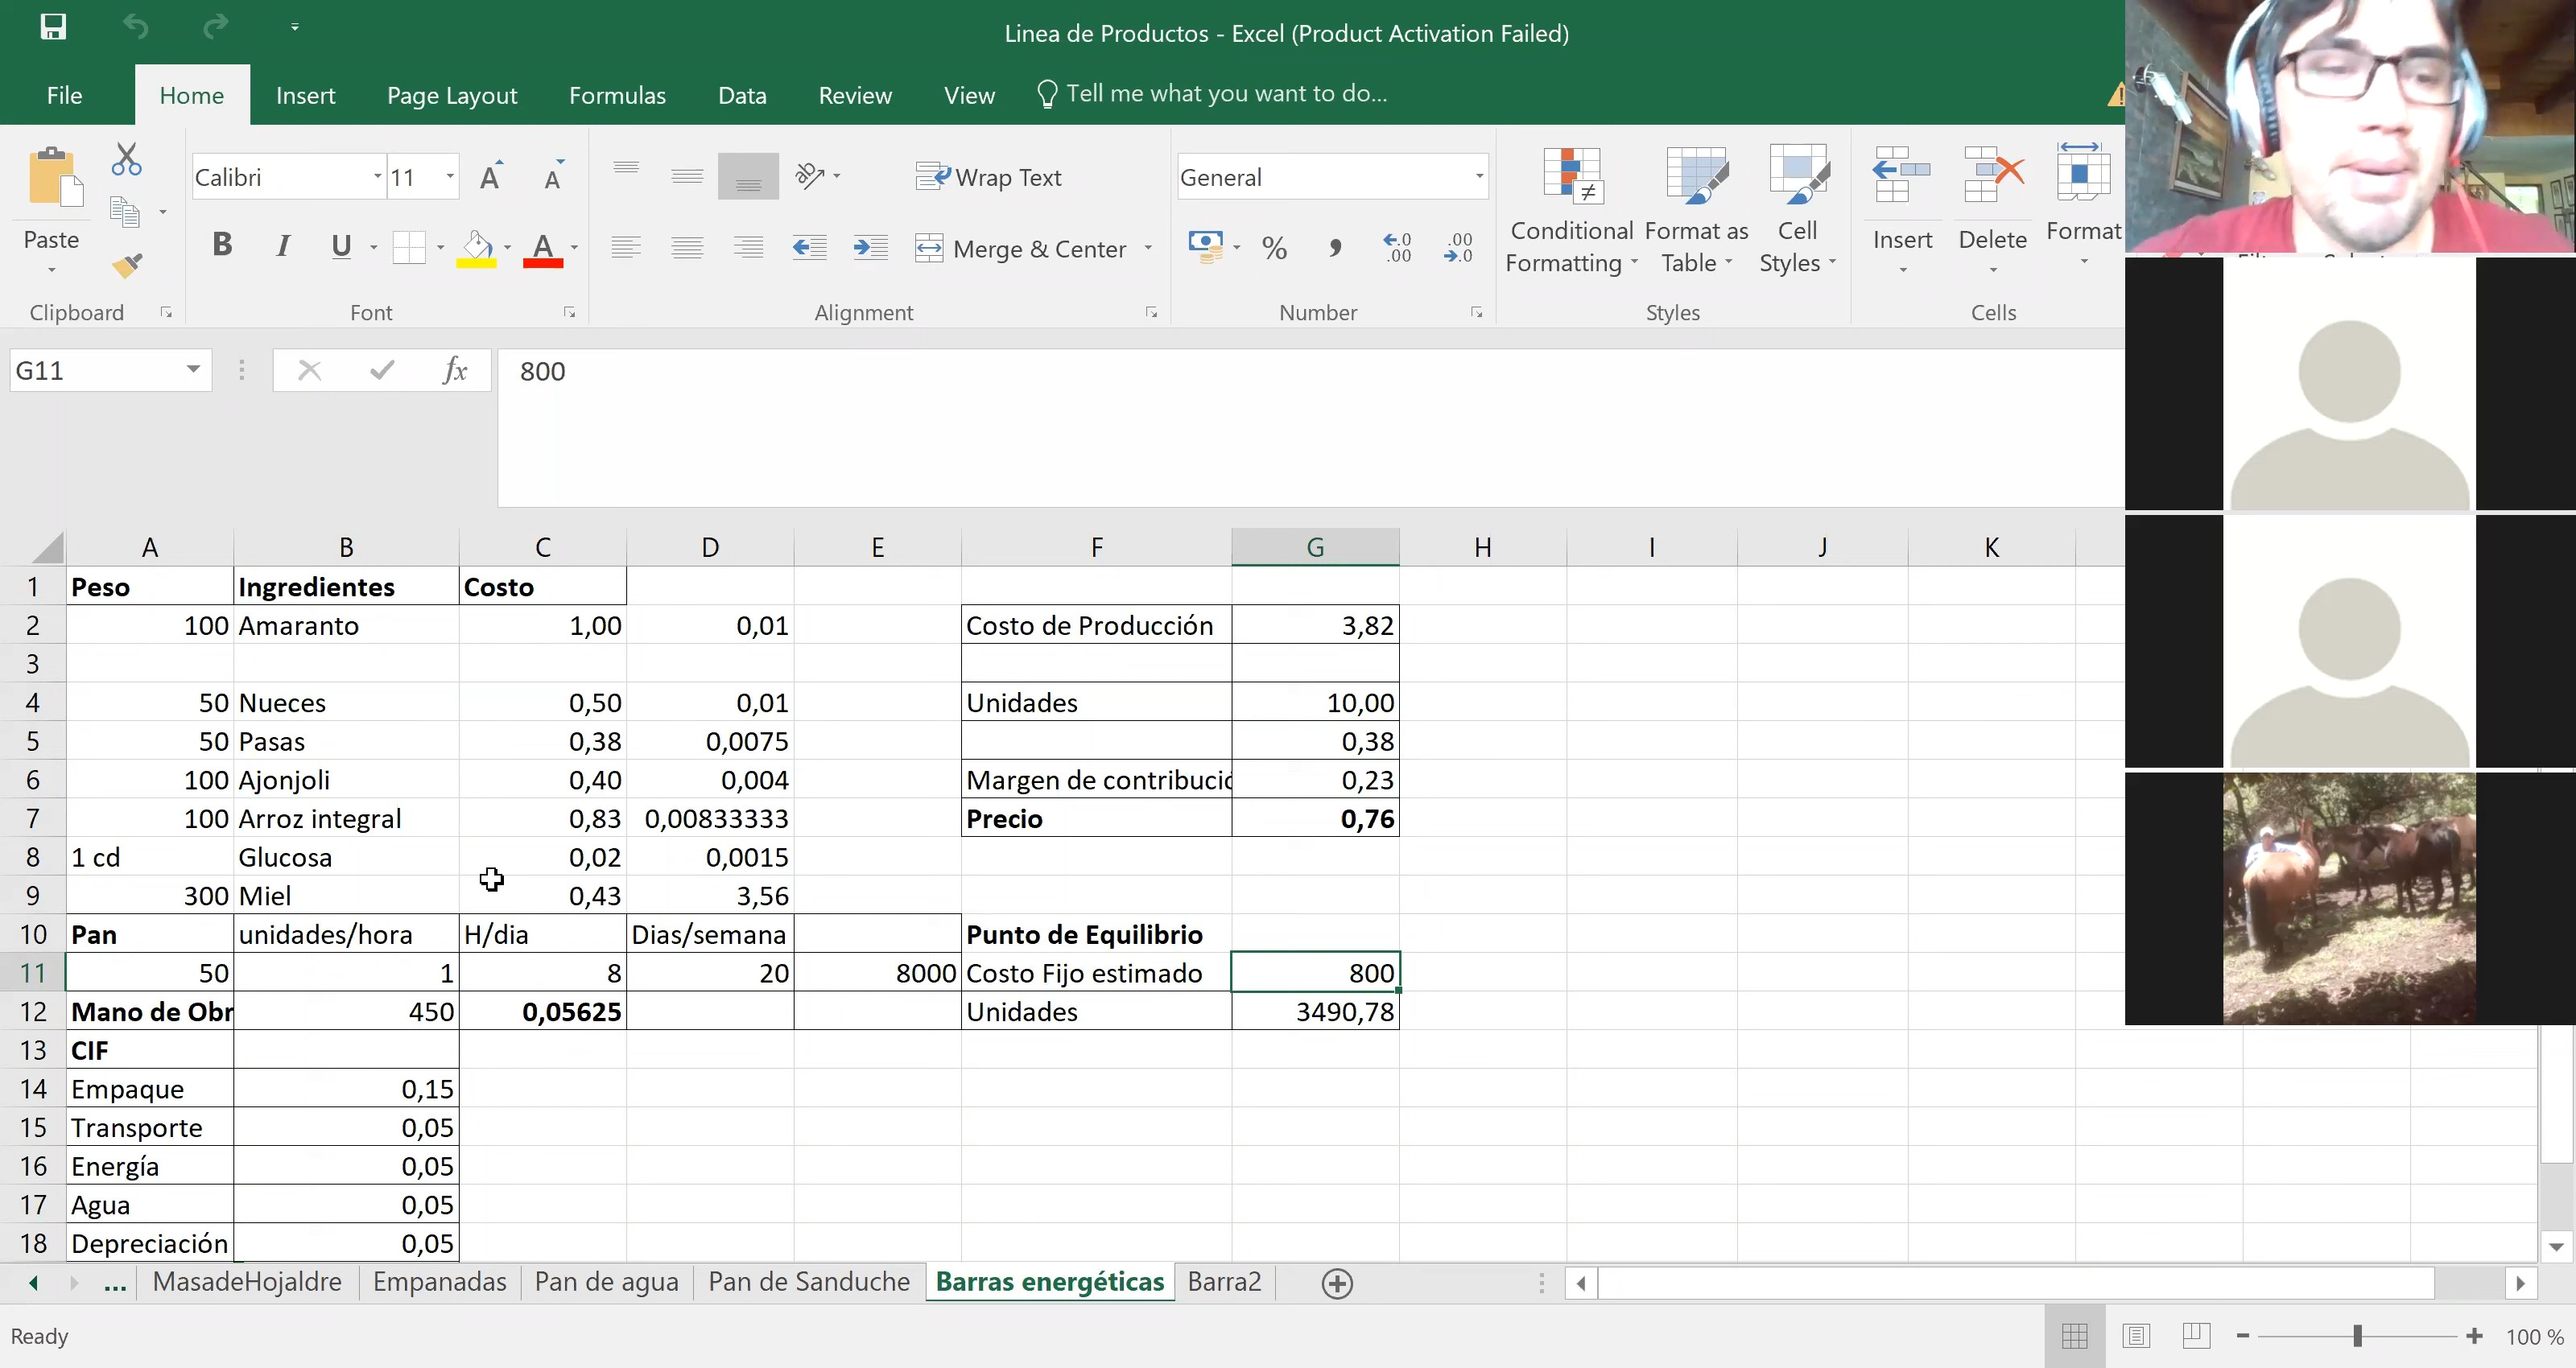 Linea de Productos - Excel (Product Activation Failed)
File Home Insert Page Layout Formulas Data Review View Tell me what you want to do...
Calibri 11 Wrap Text General
Paste B I U A Merge & Center % , Conditional Formatting Format as Table Cell Styles Insert Delete Format
Clipboard Font Alignment Number Styles Cells
G11 fx 800
A B C D E F G H I J K
1 Peso Ingredientes Costo
2 100 Amaranto 1,00 0,01 Costo de Producción 3,82
3
4 50 Nueces 0,50 0,01 Unidades 10,00
5 50 Pasas 0,38 0,0075 0,38
6 100 Ajonjoli 0,40 0,004 Margen de contribució 0,23
7 100 Arroz integral 0,83 0,00833333 Precio 0,76
8 1 cd Glucosa 0,02 0,0015
9 300 Miel 0,43 3,56
10 Pan unidades/hora H/dia Dias/semana Punto de Equilibrio
11 50 1 8 20 8000 Costo Fijo estimado 800
12 Mano de Obr 450 0,05625 Unidades 3490,78
13 CIF
14 Empaque 0,15
15 Transporte 0,05
16 Energía 0,05
17 Agua 0,05
18 Depreciación 0,05
... MasadeHojaldre Empanadas Pan de agua Pan de Sanduche Barras energéticas Barra2
Ready 100 %